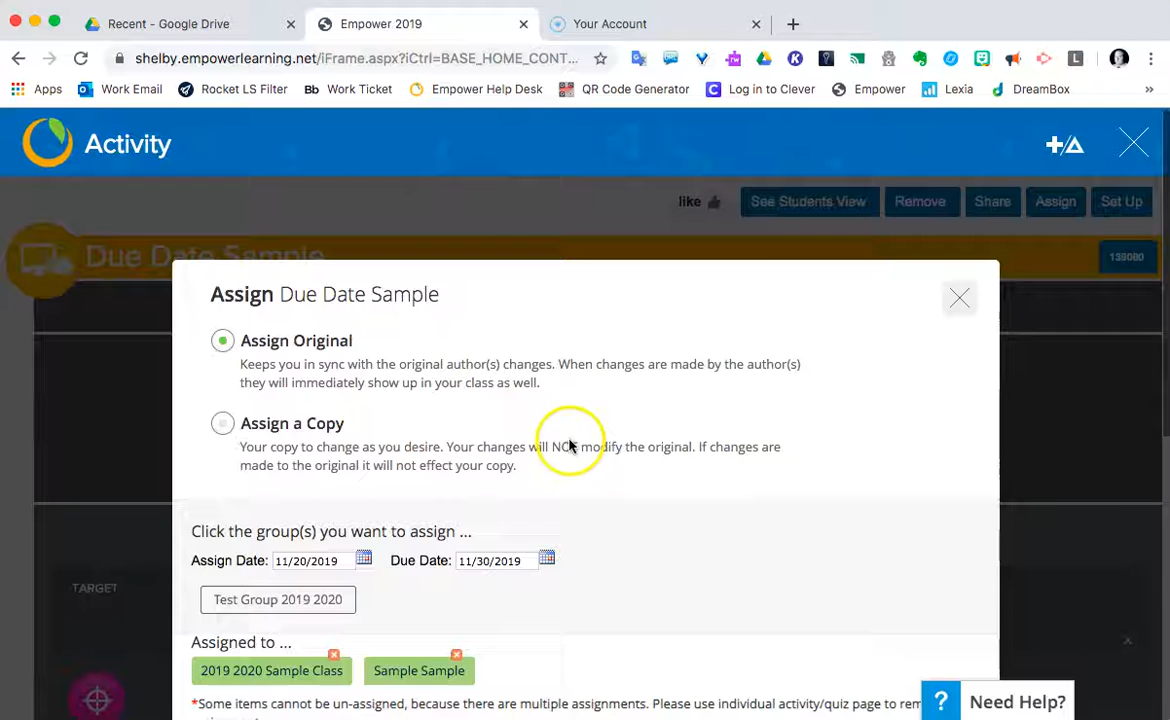 Recent - Google Drive
Empower 2019
Your Account
shelby.empowerlearning.net/iFrame.aspx?iCtrl=BASE_HOME_CONT...
Apps Work Email Rocket LS Filter Bb Work Ticket Empower Help Desk QR Code Generator Log in to Clever Empower Lexia DreamBox »
Activity
like See Students View Remove Share Assign Set Up
Due Date Sample
138080
Assign Due Date Sample
Assign Original
Keeps you in sync with the original author(s) changes. When changes are made by the author(s)
they will immediately show up in your class as well.
Assign a Copy
Your copy to change as you desire. Your changes will NOT modify the original. If changes are
made to the original it will not effect your copy.
Click the group(s) you want to assign ...
Assign Date: 11/20/2019 Due Date: 11/30/2019
TARGET
Test Group 2019 2020
Assigned to ...
2019 2020 Sample Class Sample Sample
*Some items cannot be un-assigned, because there are multiple assignments. Please use individual activity/quiz page to rem
? Need Help?